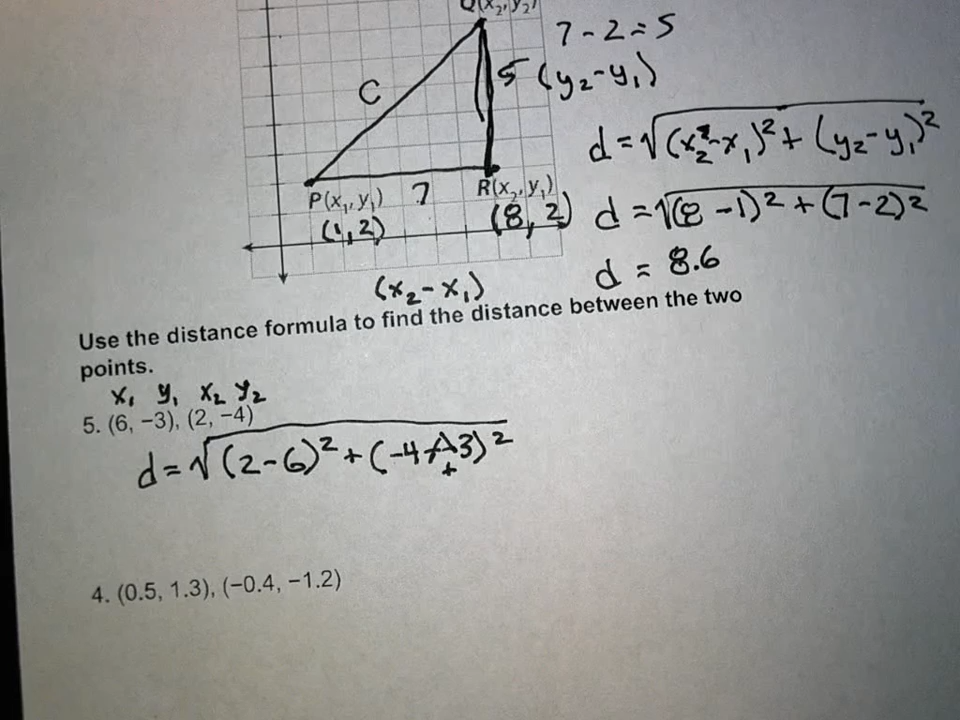 Q(x₂, y₂)
7 - 2 = 5
C
5 (y₂ - y₁)
d = √(x₂ - x₁)² + (y₂ - y₁)²
P(x₁, y₁) 7 R(x₂, y₁)
(1, 2) (8, 2)
d = √(8 - 1)² + (7 - 2)²
d = 8.6
(x₂ - x₁)
Use the distance formula to find the distance between the two
points.
x₁ y₁ x₂ y₂
5. (6, −3), (2, −4)
d = √(2 - 6)² + (-4 + 3)²
4. (0.5, 1.3), (−0.4, −1.2)